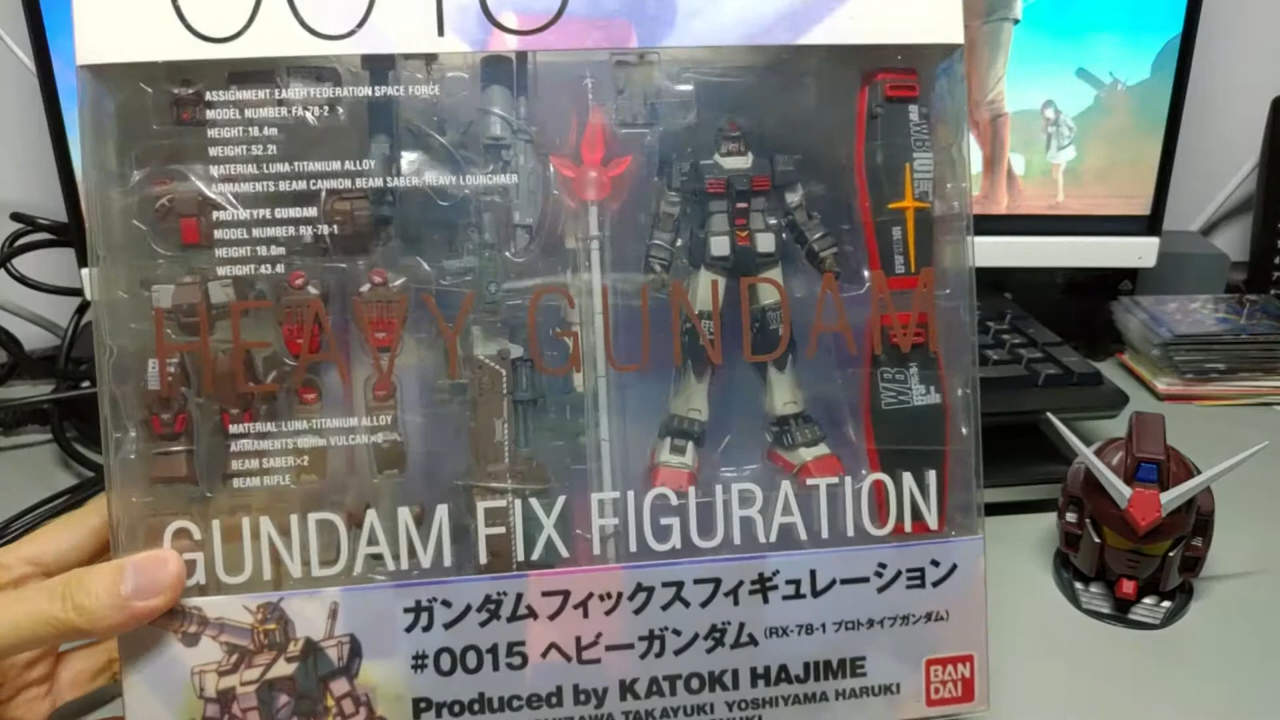 0015
ASSIGNMENT:EARTH FEDERATION SPACE FORCE
MODEL NUMBER:FA-78-2
HEIGHT:18.4m
WEIGHT:52.2t
MATERIAL:LUNA-TITANIUM ALLOY
ARMAMENTS:BEAM CANNON,BEAM SABER, HEAVY LOUNCHAER
PROTOTYPE GUNDAM
MODEL NUMBER:RX-78-1
HEIGHT:18.0m
WEIGHT:43.4t
HEAVY GUNDAM
MATERIAL:LUNA-TITANIUM ALLOY
ARMAMENTS:60mm VULCAN×2
BEAM SABER×2
BEAM RIFLE
WB
GUNDAM FIX FIGURATION
ガンダムフィックスフィギュレーション
#0015 ヘビーガンダム (RX-78-1 プロトタイプガンダム)
Produced by KATOKI HAJIME
TAKAYUKI YOSHIYAMA HARUKI
BAN
DAI